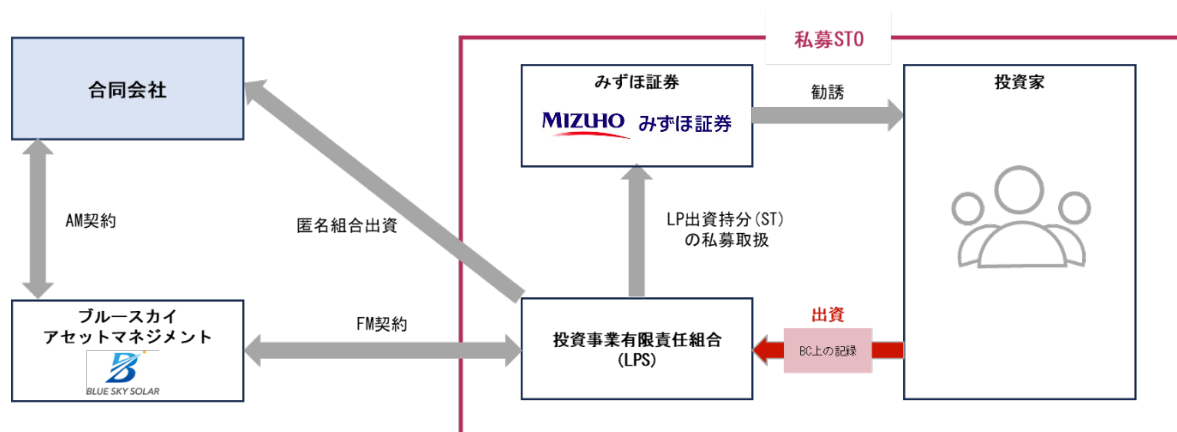 私募STO
合同会社
みずほ証券
MIZUHO みずほ証券
勧誘
投資家
AM契約
匿名組合出資
LP出資持分(ST)
の私募取扱
ブルースカイ
アセットマネジメント
BLUE SKY SOLAR
FM契約
投資事業有限責任組合
(LPS)
出資
BC上の記録